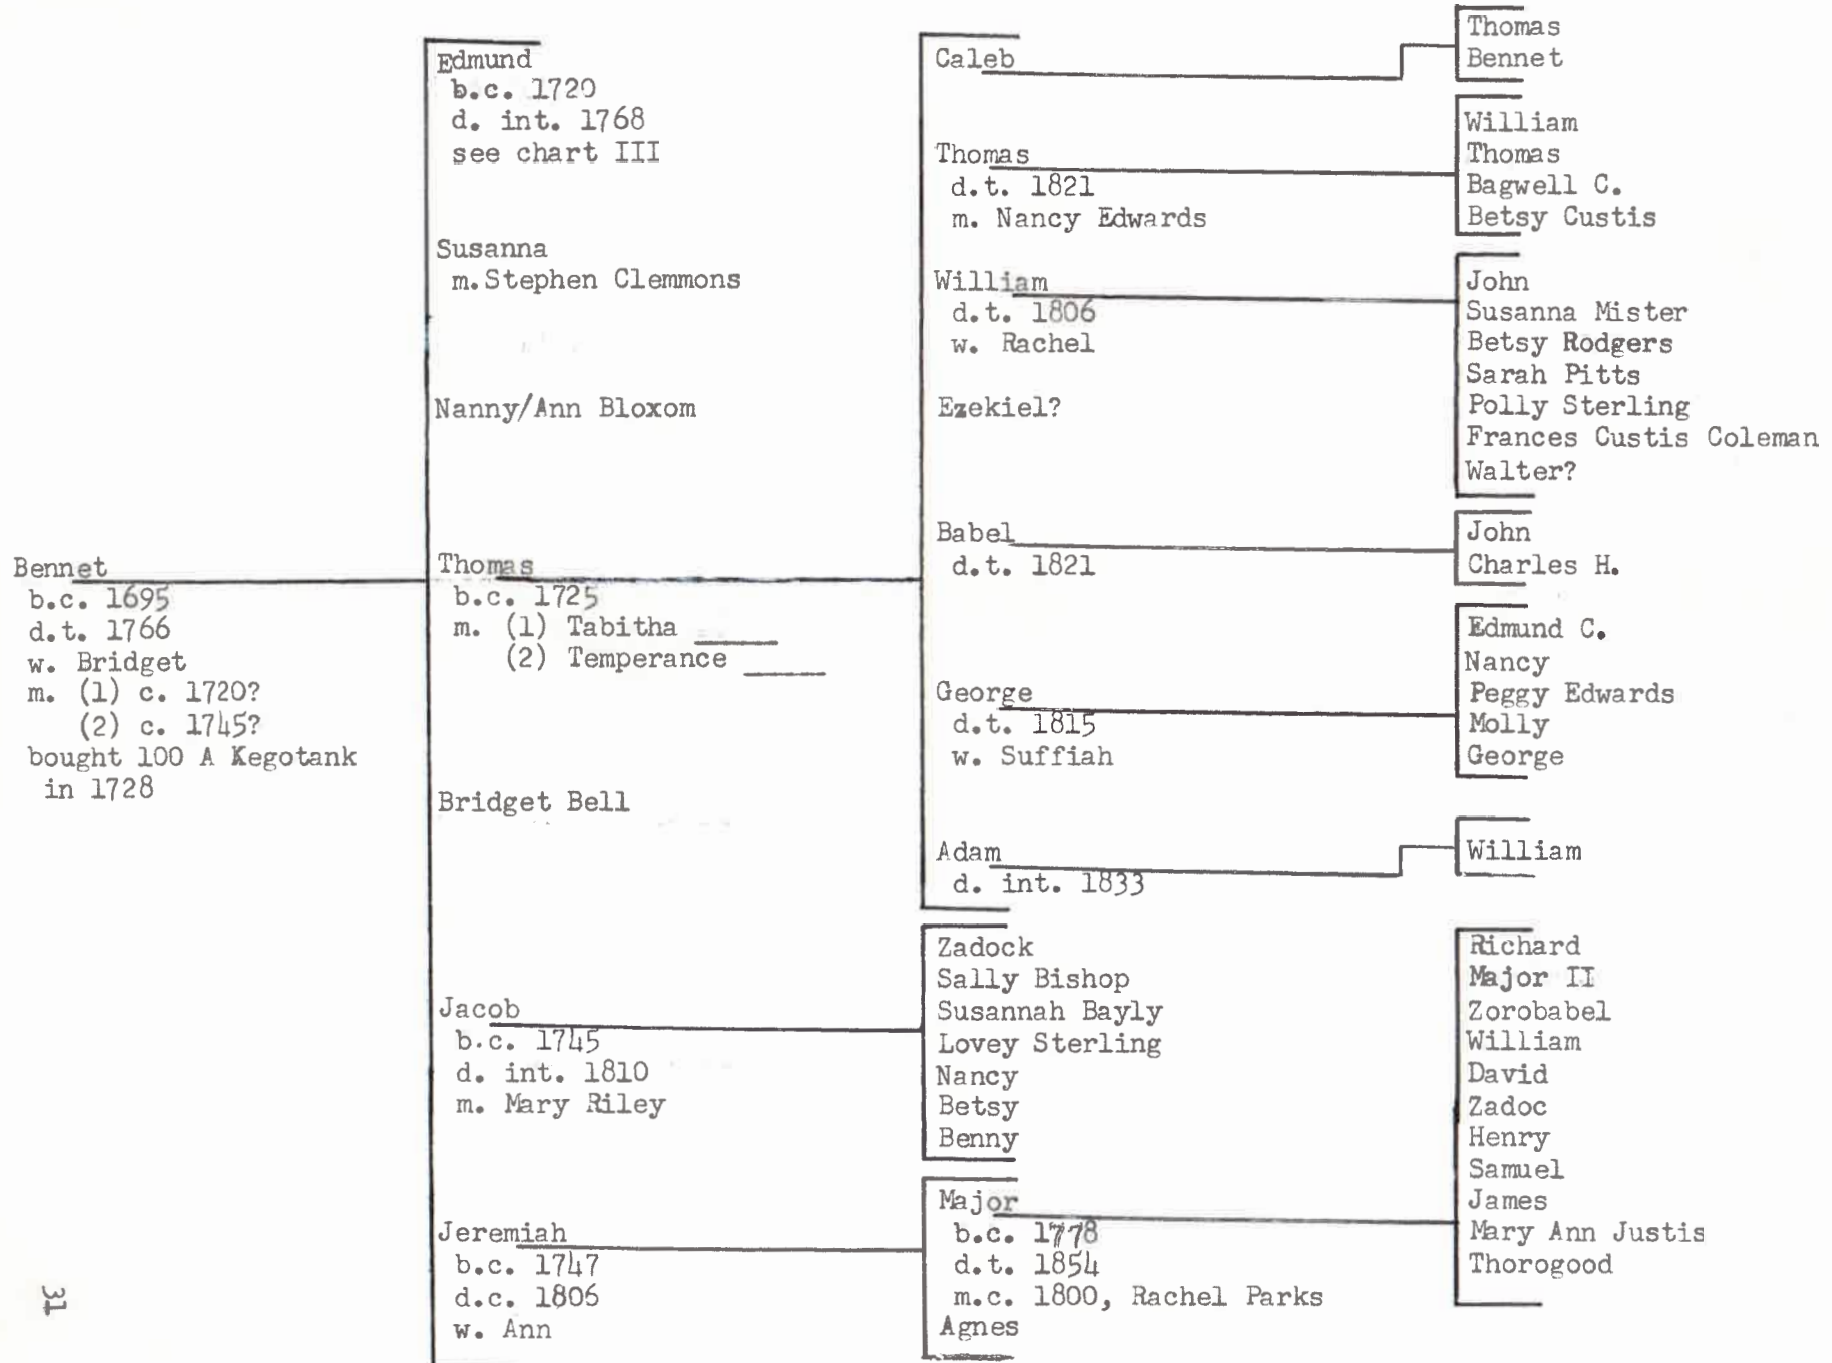 Bennet
b.c. 1695
d.t. 1766
w. Bridget
m. (1) c. 1720?
(2) c. 1745?
bought 100 A Kegotank
in 1728
Edmund
b.c. 1720
d. int. 1768
see chart III
Susanna
m. Stephen Clemmons
Nanny/Ann Bloxom
Thomas
b.c. 1725
m. (1) Tabitha ____
(2) Temperance ____
Bridget Bell
Jacob
b.c. 1745
d. int. 1810
m. Mary Riley
Jeremiah
b.c. 1747
d.c. 1806
w. Ann
Caleb
Thomas
d.t. 1821
m. Nancy Edwards
William
d.t. 1806
w. Rachel
Ezekiel?
Babel
d.t. 1821
George
d.t. 1815
w. Suffiah
Adam
d. int. 1833
Zadock
Sally Bishop
Susannah Bayly
Lovey Sterling
Nancy
Betsy
Benny
Major
b.c. 1778
d.t. 1854
m.c. 1800, Rachel Parks
Agnes
Thomas
Bennet
William
Thomas
Bagwell C.
Betsy Custis
John
Susanna Mister
Betsy Rodgers
Sarah Pitts
Polly Sterling
Frances Custis Coleman
Walter?
John
Charles H.
Edmund C.
Nancy
Peggy Edwards
Molly
George
William
Richard
Major II
Zorobabel
William
David
Zadoc
Henry
Samuel
James
Mary Ann Justis
Thorogood
31